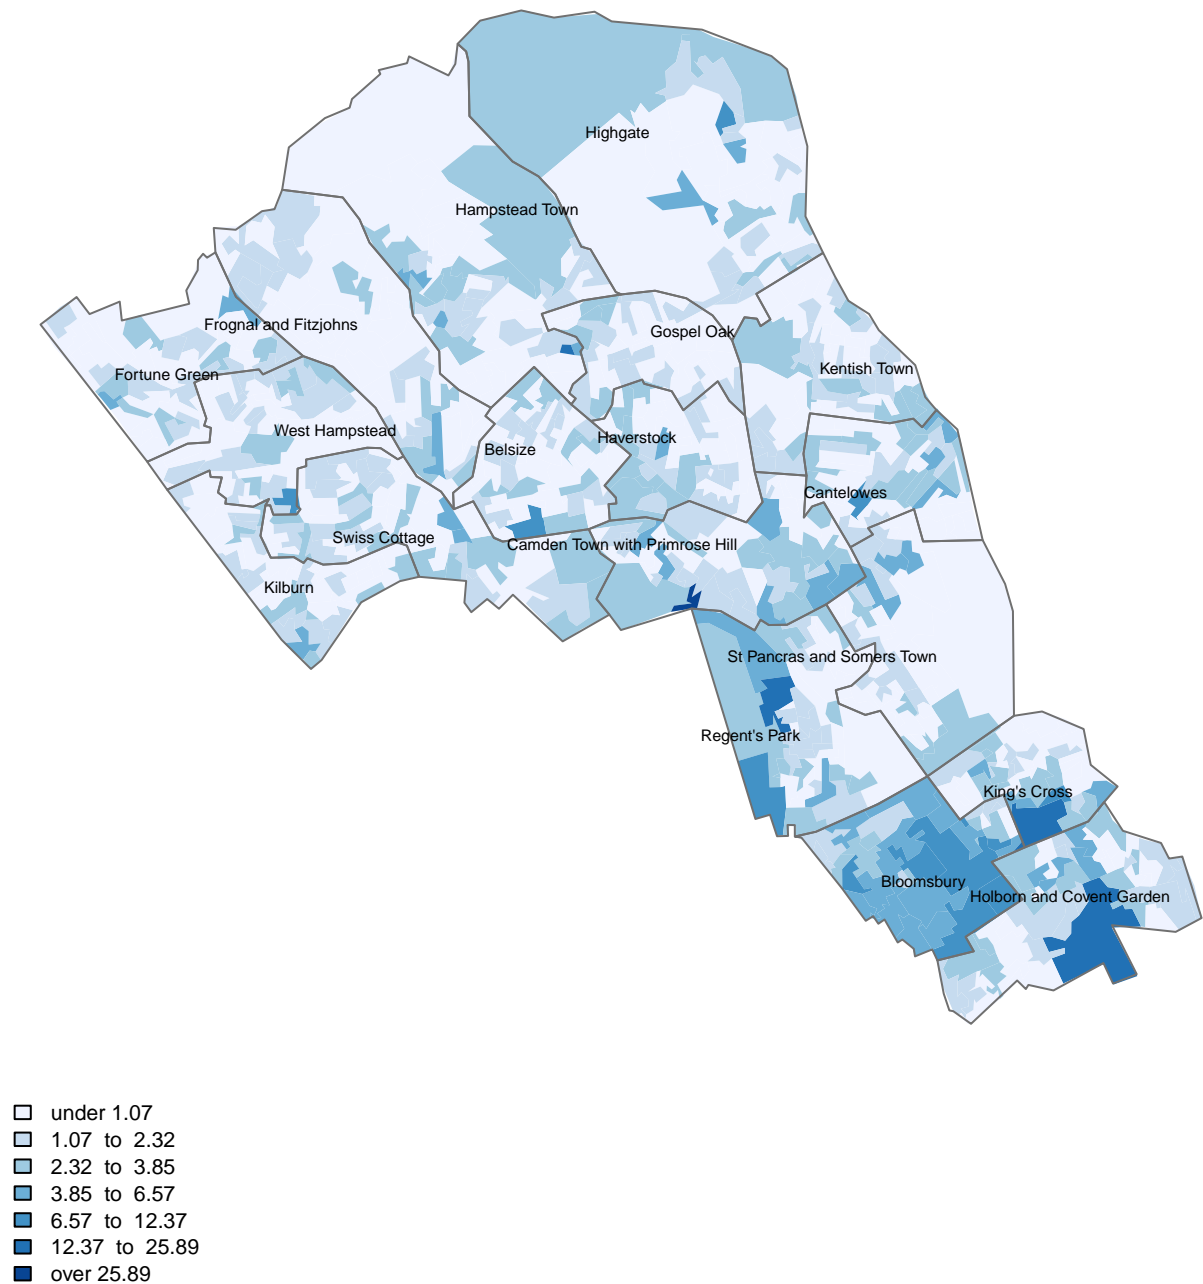 Highgate
Hampstead Town
Frognal and Fitzjohns
Gospel Oak
Fortune Green
Kentish Town
West Hampstead
Haverstock
Belsize
Cantelowes
Swiss Cottage
Camden Town with Primrose Hill
Kilburn
St Pancras and Somers Town
Regent's Park
King's Cross
Bloomsbury
Holborn and Covent Garden
under 1.07
1.07 to 2.32
2.32 to 3.85
3.85 to 6.57
6.57 to 12.37
12.37 to 25.89
over 25.89